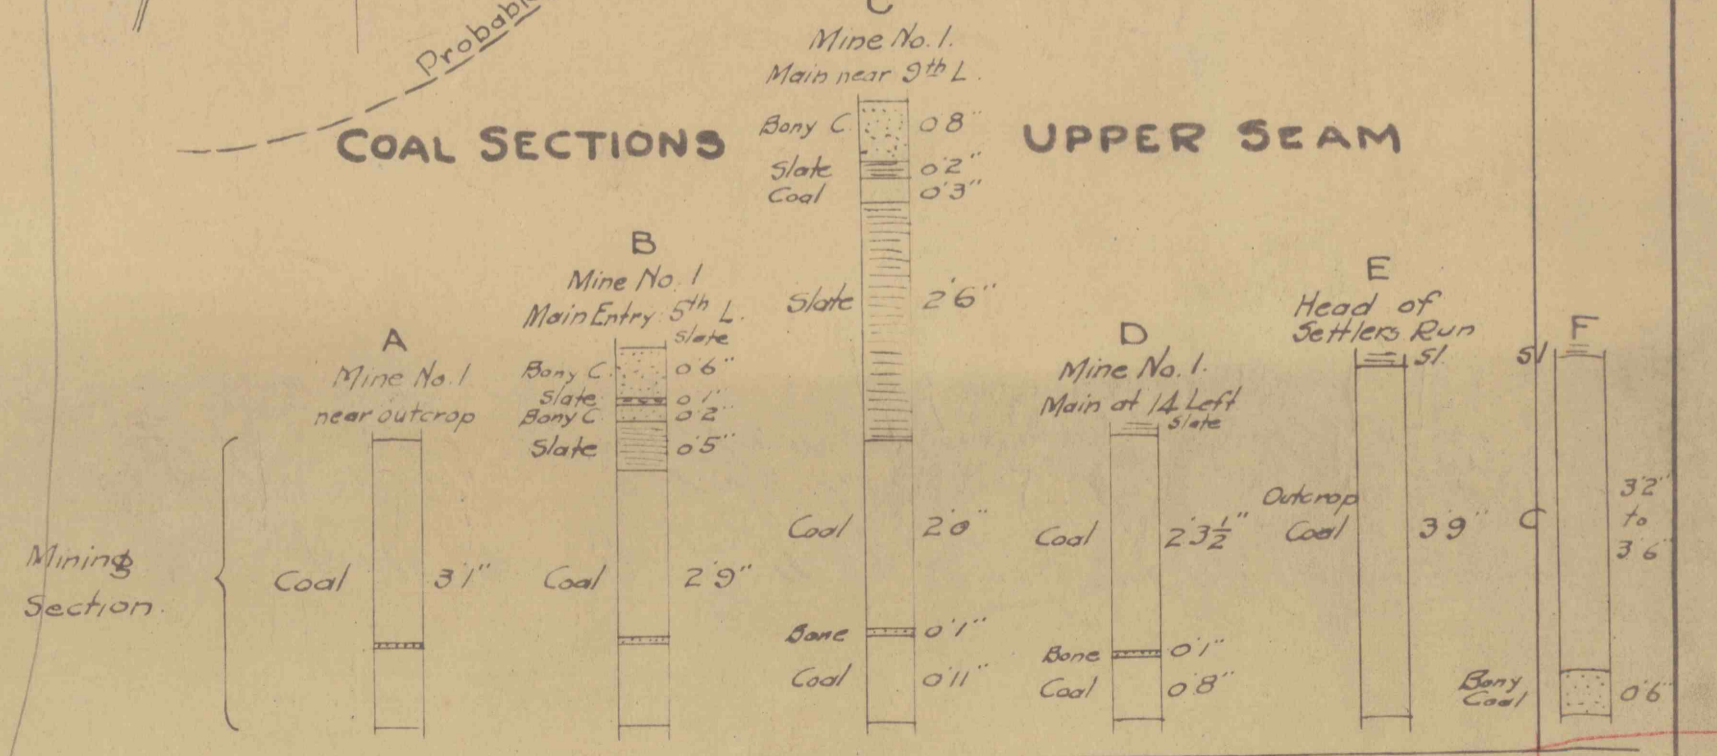 Probabl
COAL SECTIONS
UPPER SEAM
C
Mine No. 1.
Main near 9th L.
Bony C. 0'8"
Slate 0'2"
Coal 0'3"
Slate 2'6"
Coal 2'0"
Bone 0'1"
Coal 0'11"
B
Mine No. 1
Main Entry 5th L.
Slate
Bony C. 0'6"
Slate 0'1"
Bony C 0'2"
Slate 0'5"
Coal 2'9"
A
Mine No. 1
near outcrop
Mining
Section.
Coal 3'1"
D
Mine No. 1.
Main at 14 Left
Slate
Coal 2'3½"
Bone 0'1"
Coal 0'8"
E
Head of
Settlers Run
Sl.
Outcrop
Coal 3'9"
F
Sl
C
3'2"
to
3'6"
Bony
Coal 0'6"